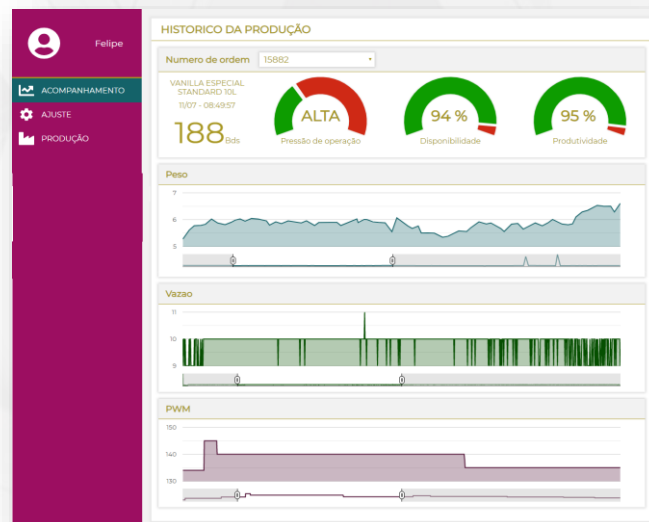 Felipe
ACOMPANHAMENTO
AJUSTE
PRODUÇÃO
HISTORICO DA PRODUÇÃO
Numero de ordem 15882
VANILLA ESPECIAL
STANDARD 10L
11/07 - 08:49:57
188 Bds
ALTA
Pressão de operação
94 %
Disponibilidade
95 %
Produtividade
Peso
7
6
5
Vazao
11
10
9
PWM
150
140
130